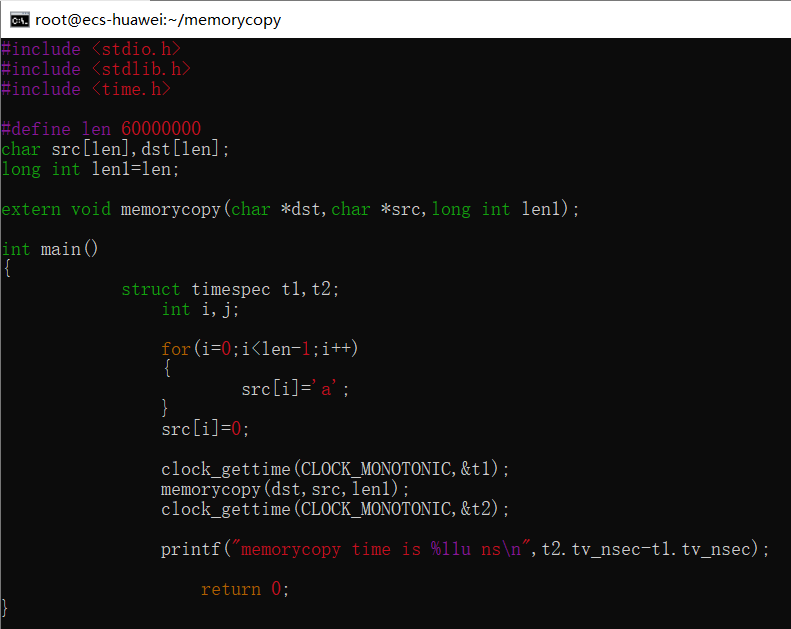 root@ecs-huawei:~/memorycopy
#include <stdio.h>
#include <stdlib.h>
#include <time.h>
#define len 60000000
char src[len],dst[len];
long int len1=len;
extern void memorycopy(char *dst,char *src,long int len1);
int main()
{
struct timespec t1,t2;
int i,j;
for(i=0;i<len-1;i++)
{
src[i]='a';
}
src[i]=0;
clock_gettime(CLOCK_MONOTONIC,&t1);
memorycopy(dst,src,len1);
clock_gettime(CLOCK_MONOTONIC,&t2);
printf("memorycopy time is %llu ns\n",t2.tv_nsec-t1.tv_nsec);
return 0;
}